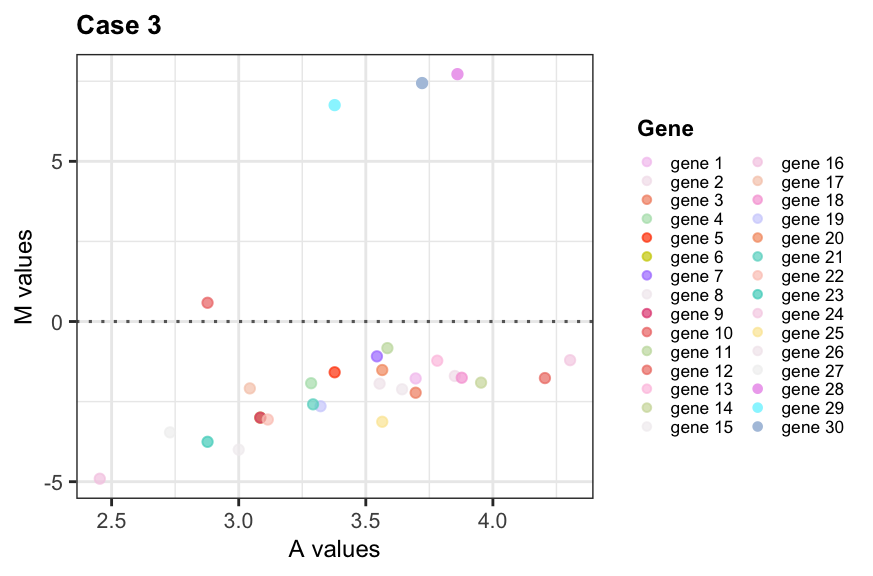 Case 3
M values
5
0
-5
2.5 3.0 3.5 4.0
A values
Gene
gene 1 gene 16
gene 2 gene 17
gene 3 gene 18
gene 4 gene 19
gene 5 gene 20
gene 6 gene 21
gene 7 gene 22
gene 8 gene 23
gene 9 gene 24
gene 10 gene 25
gene 11 gene 26
gene 12 gene 27
gene 13 gene 28
gene 14 gene 29
gene 15 gene 30